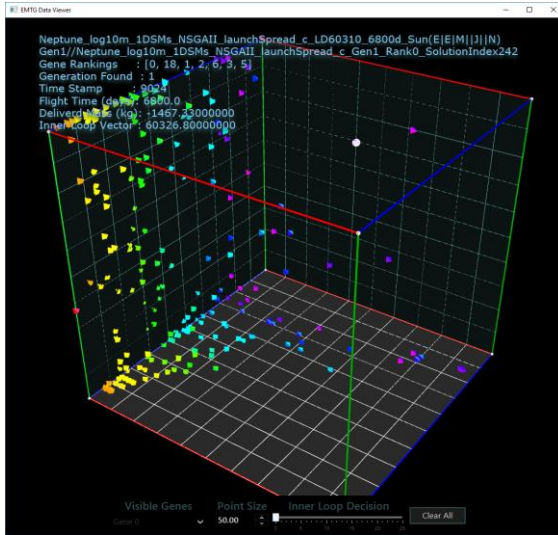 EMTG Data Viewer
Neptune_log10m_1DSMs_NSGAII_launchSpread_c_LD60310_6800d_Sun(E|E|M||J||N)
Gen1//Neptune_log10m_1DSMs_NSGAII_launchSpread_c_Gen1_Rank0_SolutionIndex242
Gene Rankings : [0, 18, 1, 2, 6, 3, 5]
Generation Found : 1
Time Stamp : 9024
Flight Time (days): 6800.0
Deliverd Mass (kg): -1467.33000000
Inner Loop Vector : 60326.80000000
Visible Genes Point Size Inner Loop Decision
Gene 0 50.00 Clear All